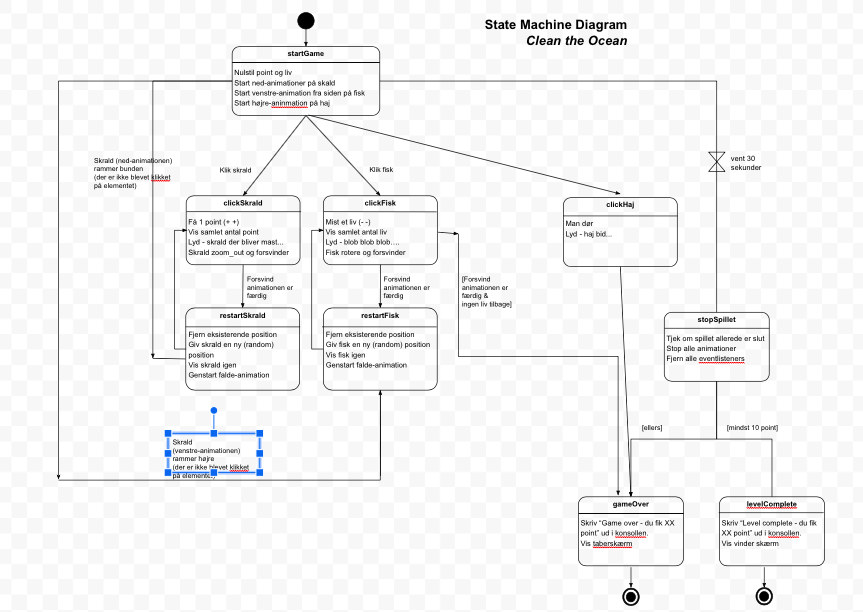 State Machine Diagram
Clean the Ocean
startGame
Nulstil point og liv
Start ned-animationer på skald
Start venstre-animation fra siden på fisk
Start højre-aninmation på haj
Skrald (ned-animationen)
rammer bunden
(der er ikke blevet klikket
på elementet)
Klik skrald
Klik fisk
vent 30
sekunder
clickSkrald
Få 1 point (+ +)
Vis samlet antal point
Lyd - skrald der bliver mast...
Skrald zoom_out og forsvinder
clickFisk
Mist et liv (- -)
Vis samlet antal liv
Lyd - blob blob blob....
Fisk rotere og forsvinder
clickHaj
Man dør
Lyd - haj bid...
Forsvind
animationen er
færdig
Forsvind
animationen er
færdig
[Forsvind
animationen er
færdig &
ingen liv tilbage]
restartSkrald
Fjern eksisterende position
Giv skrald en ny (random)
position
Vis skrald igen
Genstart falde-animation
restartFisk
Fjern eksisterende position
Giv fisk en ny (random) position
Vis fisk igen
Genstart falde-animation
stopSpillet
Tjek om spillet allerede er slut
Stop alle animationer
Fjern alle eventlisteners
Skrald
(venstre-animationen)
rammer højre
(der er ikke blevet klikket
på elementet)
[ellers]
[mindst 10 point]
gameOver
Skriv "Game over - du fik XX
point" ud i konsollen.
Vis taberskærm
levelComplete
Skriv "Level complete - du fik
XX point" ud i konsollen.
Vis vinder skærm